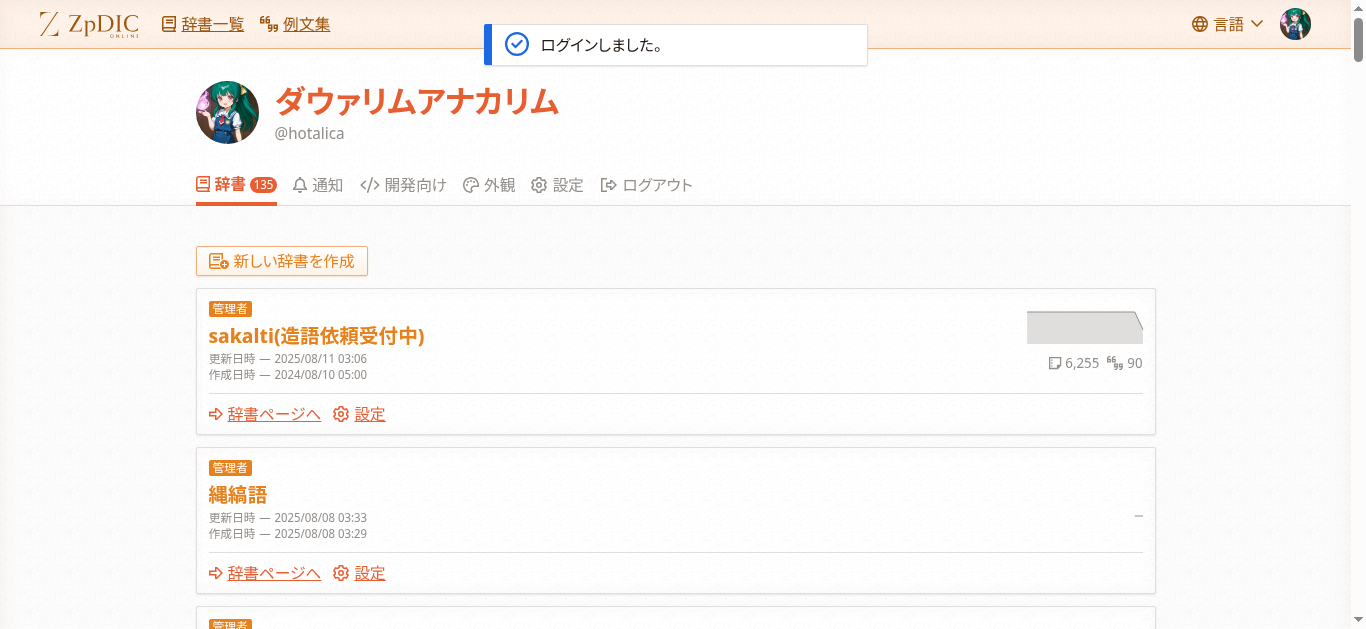 ZpDIC ONLINE 辞書一覧 例文集 言語
ログインしました。
ダウァリムアナカリム
@hotalica
辞書 135 通知 開発向け 外観 設定 ログアウト
新しい辞書を作成
管理者
sakalti(造語依頼受付中)
更新日時 — 2025/08/11 03:06
作成日時 — 2024/08/10 05:00
6,255 90
辞書ページへ 設定
管理者
縄縞語
更新日時 — 2025/08/08 03:33
作成日時 — 2025/08/08 03:29
–
辞書ページへ 設定
管理者